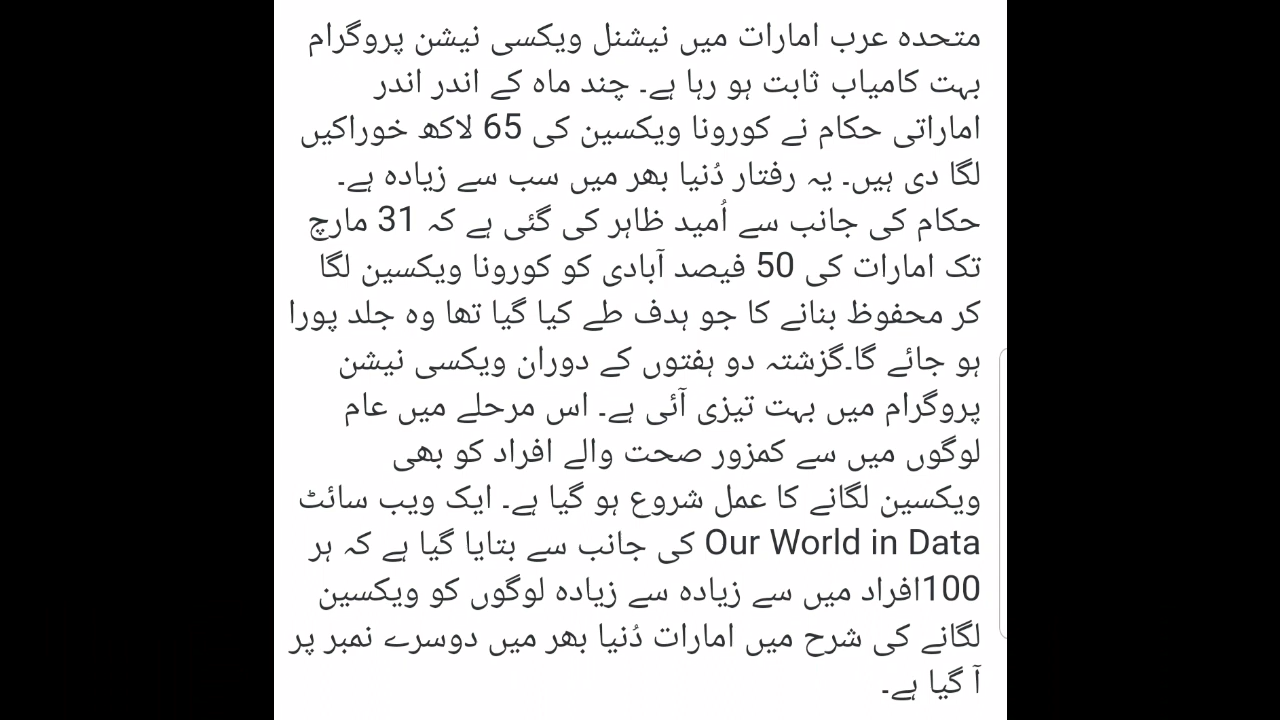 متحدہ عرب امارات میں نیشنل ویکسی نیشن پروگرام
بہت کامیاب ثابت ہو رہا ہے۔ چند ماہ کے اندر اندر
اماراتی حکام نے کورونا ویکسین کی 65 لاکھ خوراکیں
لگا دی ہیں۔ یہ رفتار دُنیا بھر میں سب سے زیادہ ہے۔
حکام کی جانب سے اُمید ظاہر کی گئی ہے کہ 31 مارچ
تک امارات کی 50 فیصد آبادی کو کورونا ویکسین لگا
کر محفوظ بنانے کا جو ہدف طے کیا گیا تھا وہ جلد پورا
ہو جائے گا۔گزشتہ دو ہفتوں کے دوران ویکسی نیشن
پروگرام میں بہت تیزی آئی ہے۔ اس مرحلے میں عام
لوگوں میں سے کمزور صحت والے افراد کو بھی
ویکسین لگانے کا عمل شروع ہو گیا ہے۔ ایک ویب سائٹ
Our World in Data کی جانب سے بتایا گیا ہے کہ ہر
100افراد میں سے زیادہ سے زیادہ لوگوں کو ویکسین
لگانے کی شرح میں امارات دُنیا بھر میں دوسرے نمبر پر
آ گیا ہے۔